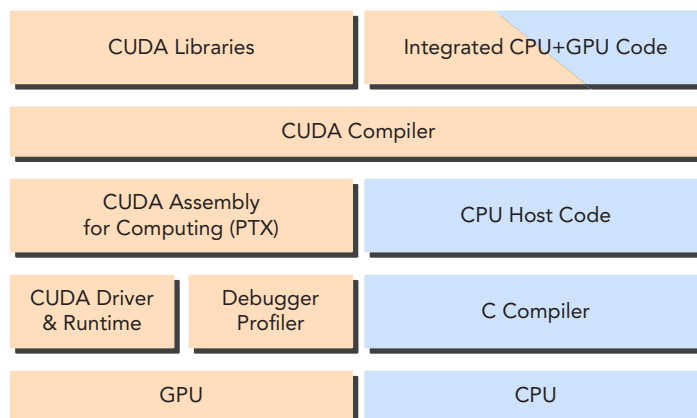 CUDA Libraries
Integrated CPU+GPU Code
CUDA Compiler
CUDA Assembly
for Computing (PTX)
CPU Host Code
CUDA Driver
& Runtime
Debugger
Profiler
C Compiler
GPU
CPU